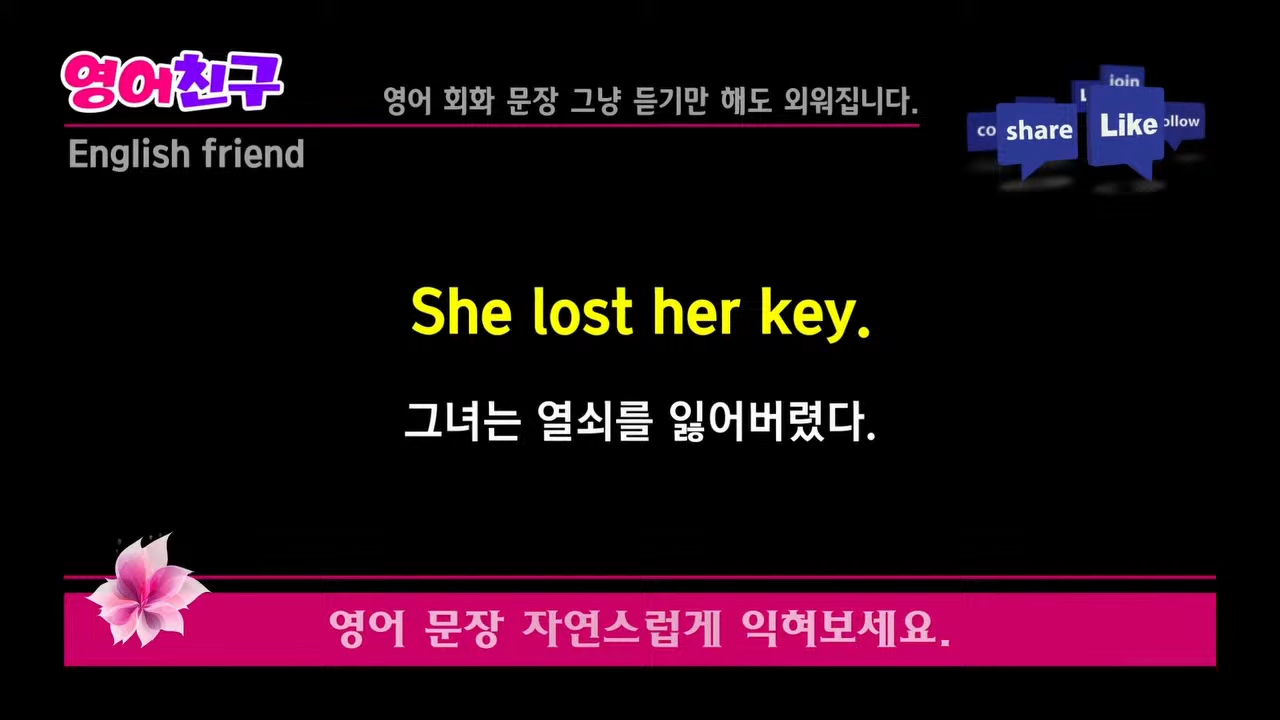 영어친구
영어 회화 문장 그냥 듣기만 해도 외워집니다.
English friend
join
share
Like
She lost her key.
그녀는 열쇠를 잃어버렸다.
영어 문장 자연스럽게 익혀보세요.